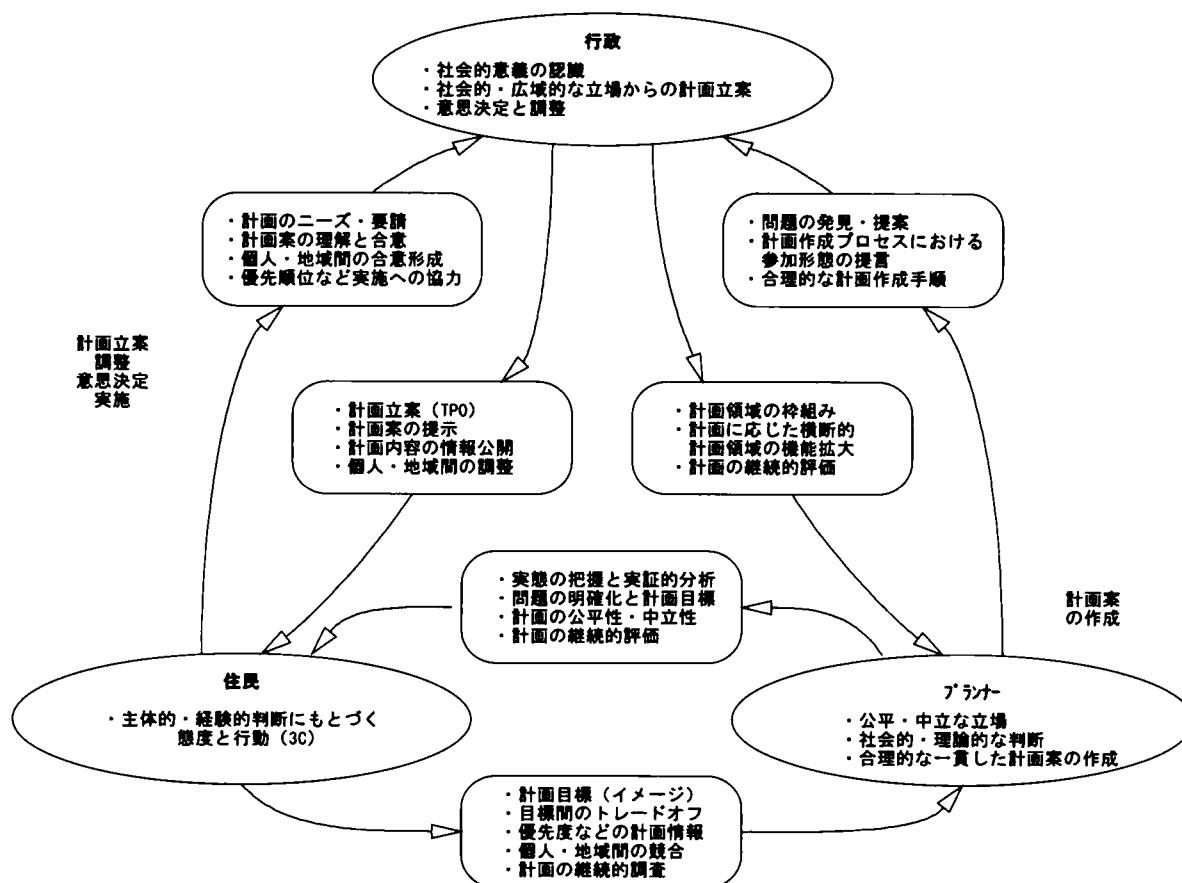 行政
・社会的意義の認識
・社会的・広域的な立場からの計画立案
・意思決定と調整
・計画のニーズ・要請
・計画案の理解と合意
・個人・地域間の合意形成
・優先順位など実施への協力
・問題の発見・提案
・計画作成プロセスにおける
参加形態の提言
・合理的な計画作成手順
計画立案
調整
意思決定
実施
・計画立案(TPO)
・計画案の提示
・計画内容の情報公開
・個人・地域間の調整
・計画領域の枠組み
・計画に応じた横断的
計画領域の機能拡大
・計画の継続的評価
・実態の把握と実証的分析
・問題の明確化と計画目標
・計画の公平性・中立性
・計画の継続的評価
計画案
の作成
住民
・主体的・経験的判断にもとづく
態度と行動(3C)
プランナー
・公平・中立な立場
・社会的・理論的な判断
・合理的な一貫した計画案の作成
・計画目標(イメージ)
・目標間のトレードオフ
・優先度などの計画情報
・個人・地域間の競合
・計画の継続的調査